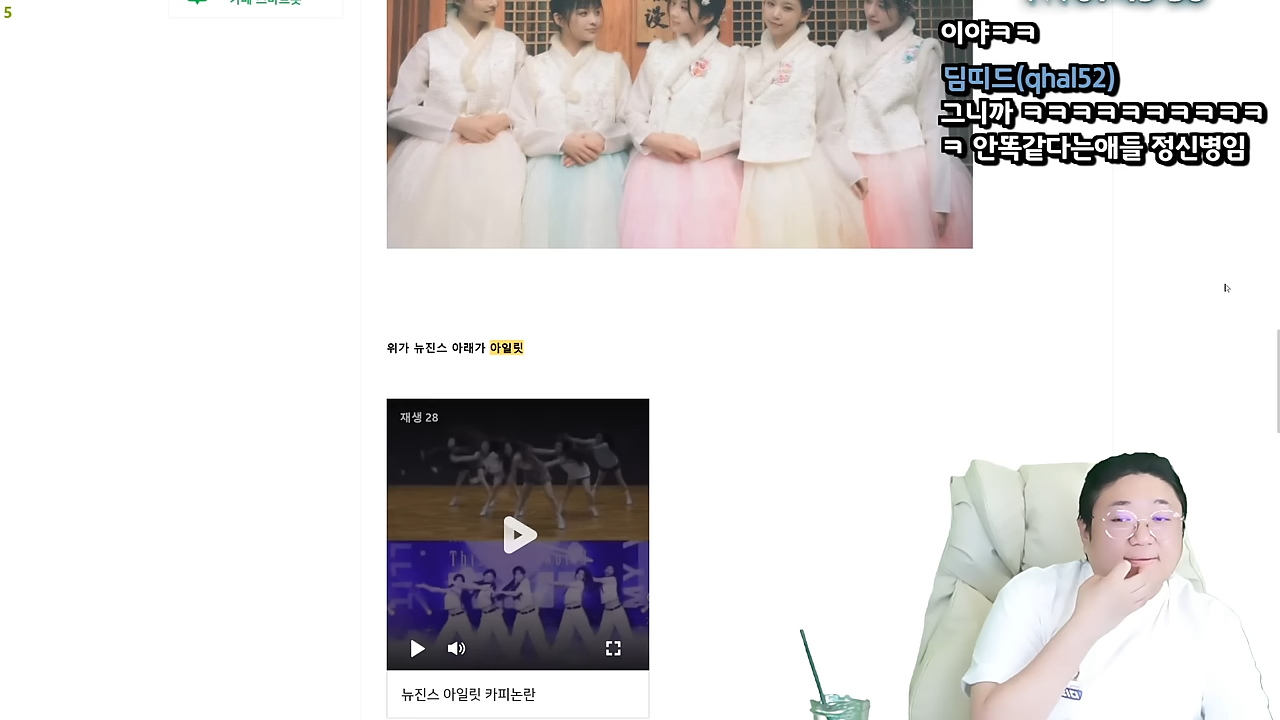 5
이야ㅋㅋ
딤띠드(qhal52)
그니까 ㅋㅋㅋㅋㅋㅋㅋㅋㅋㅋㅋ
ㅋ 안똑같다는애들 정신병임
위가 뉴진스 아래가 아일릿
재생 28
뉴진스 아일릿 카피논란